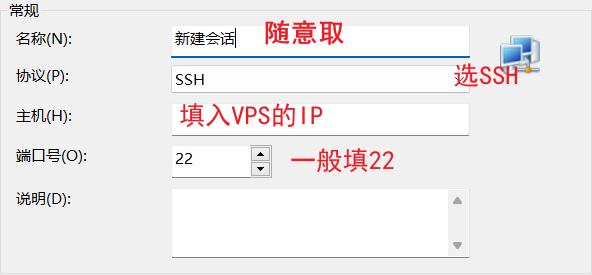 常规
名称(N): 新建会话 随意取
协议(P): SSH 选SSH
主机(H): 填入VPS的IP
端口号(O): 22 一般填22
说明(D):